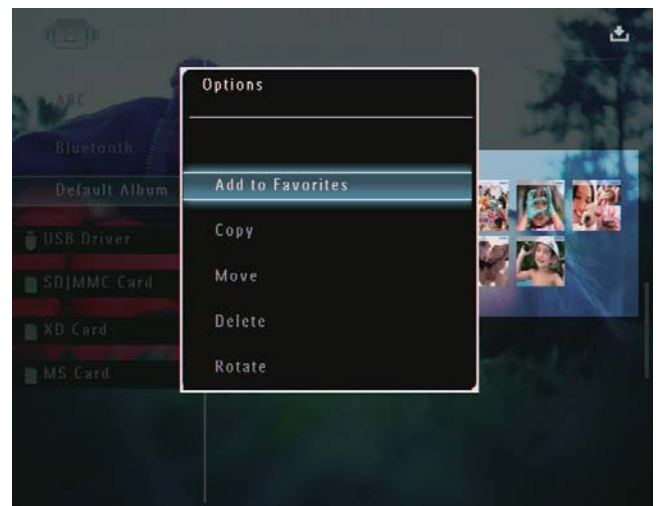 ABC
Bluetooth
Default Album
USB Driver
SD|MMC Card
XD Card
MS Card
Options
Add to Favorites
Copy
Move
Delete
Rotate